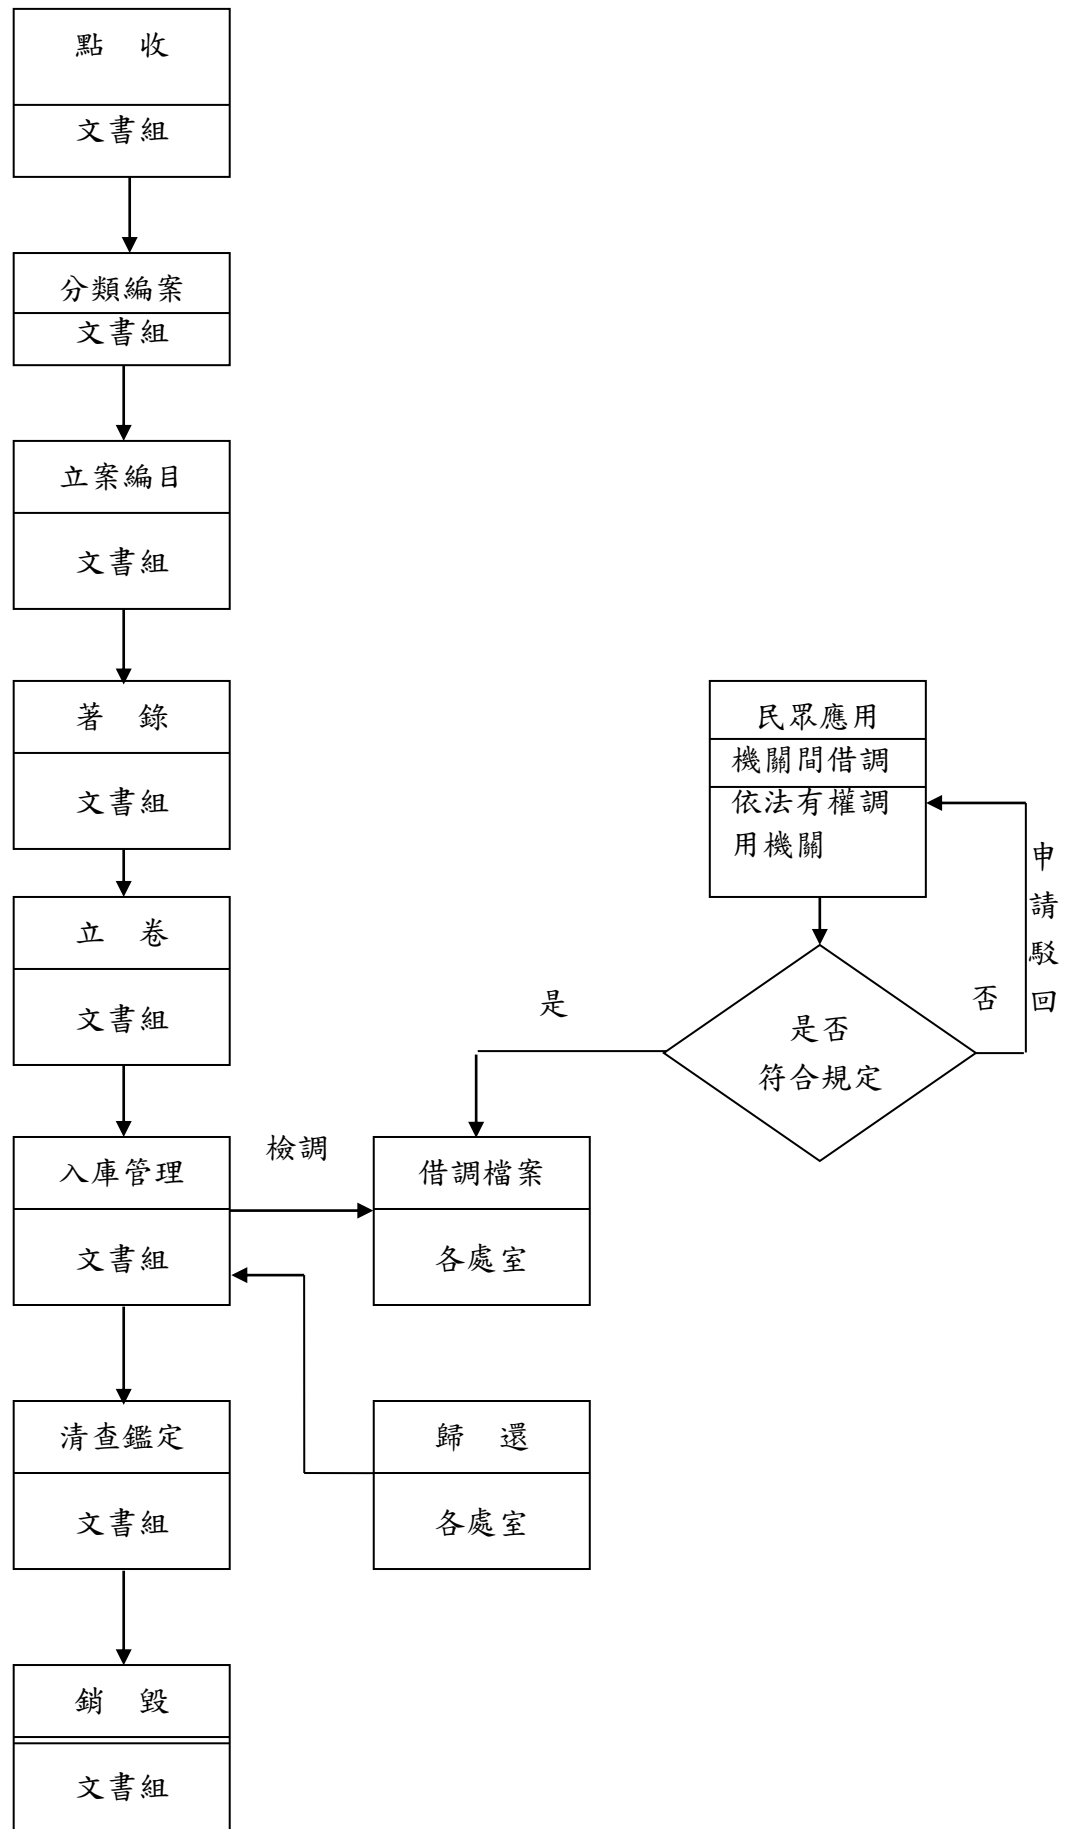 點　收
文書組
分類編案
文書組
立案編目
文書組
著　錄
文書組
立　卷
文書組
入庫管理
文書組
檢調
借調檔案
各處室
民眾應用
機關間借調
依法有權調
用機關
是否
符合規定
是
否
申請駁回
歸　還
各處室
清查鑑定
文書組
銷　毀
文書組